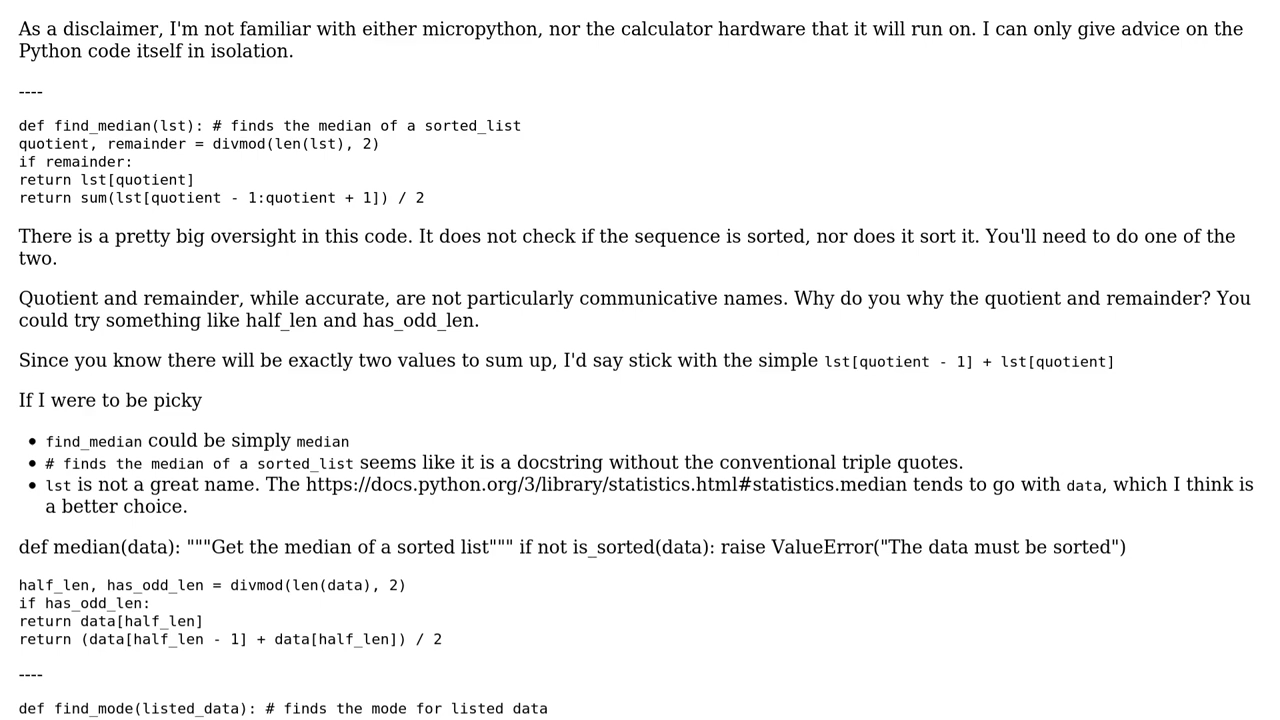 As a disclaimer, I'm not familiar with either micropython, nor the calculator hardware that it will run on. I can only give advice on the
Python code itself in isolation.
----
def find_median(lst): # finds the median of a sorted_list
quotient, remainder = divmod(len(lst), 2)
if remainder:
return lst[quotient]
return sum(lst[quotient - 1:quotient + 1]) / 2
There is a pretty big oversight in this code. It does not check if the sequence is sorted, nor does it sort it. You'll need to do one of the
two.
Quotient and remainder, while accurate, are not particularly communicative names. Why do you why the quotient and remainder? You
could try something like half_len and has_odd_len.
Since you know there will be exactly two values to sum up, I'd say stick with the simple lst[quotient - 1] + lst[quotient]
If I were to be picky
• find_median could be simply median
• # finds the median of a sorted_list seems like it is a docstring without the conventional triple quotes.
• lst is not a great name. The https://docs.python.org/3/library/statistics.html#statistics.median tends to go with data, which I think is
a better choice.
def median(data): """Get the median of a sorted list""" if not is_sorted(data): raise ValueError("The data must be sorted")
half_len, has_odd_len = divmod(len(data), 2)
if has_odd_len:
return data[half_len]
return (data[half_len - 1] + data[half_len]) / 2
----
def find_mode(listed_data): # finds the mode for listed data